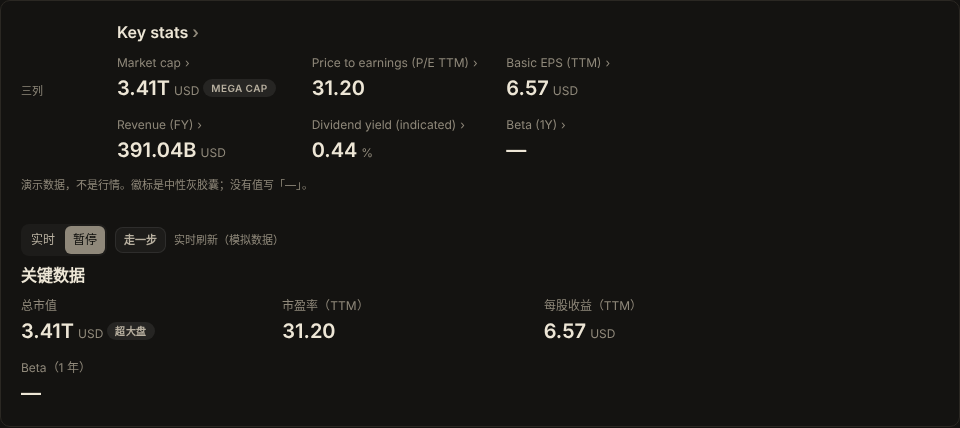 Key stats ›
Market cap › Price to earnings (P/E TTM) › Basic EPS (TTM) ›
三列 3.41T USD MEGA CAP 31.20 6.57 USD
Revenue (FY) › Dividend yield (indicated) › Beta (1Y) ›
391.04B USD 0.44 % —
演示数据，不是行情。徽标是中性灰胶囊；没有值写「—」。
实时 暂停 走一步 实时刷新（模拟数据）
关键数据
总市值 市盈率（TTM） 每股收益（TTM）
3.41T USD 超大盘 31.20 6.57 USD
Beta（1 年）
—